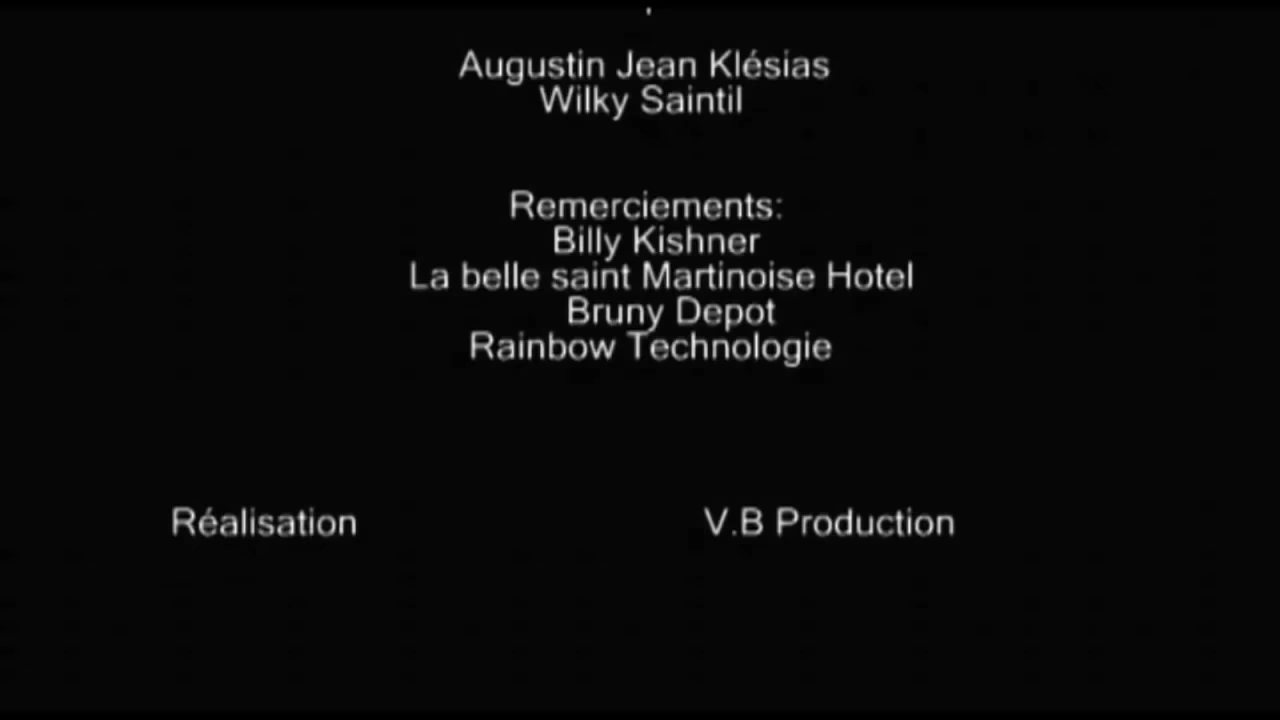 Augustin Jean Klésias
Wilky Saintil
Remerciements:
Billy Kishner
La belle saint Martinoise Hotel
Bruny Depot
Rainbow Technologie
Réalisation V.B Production